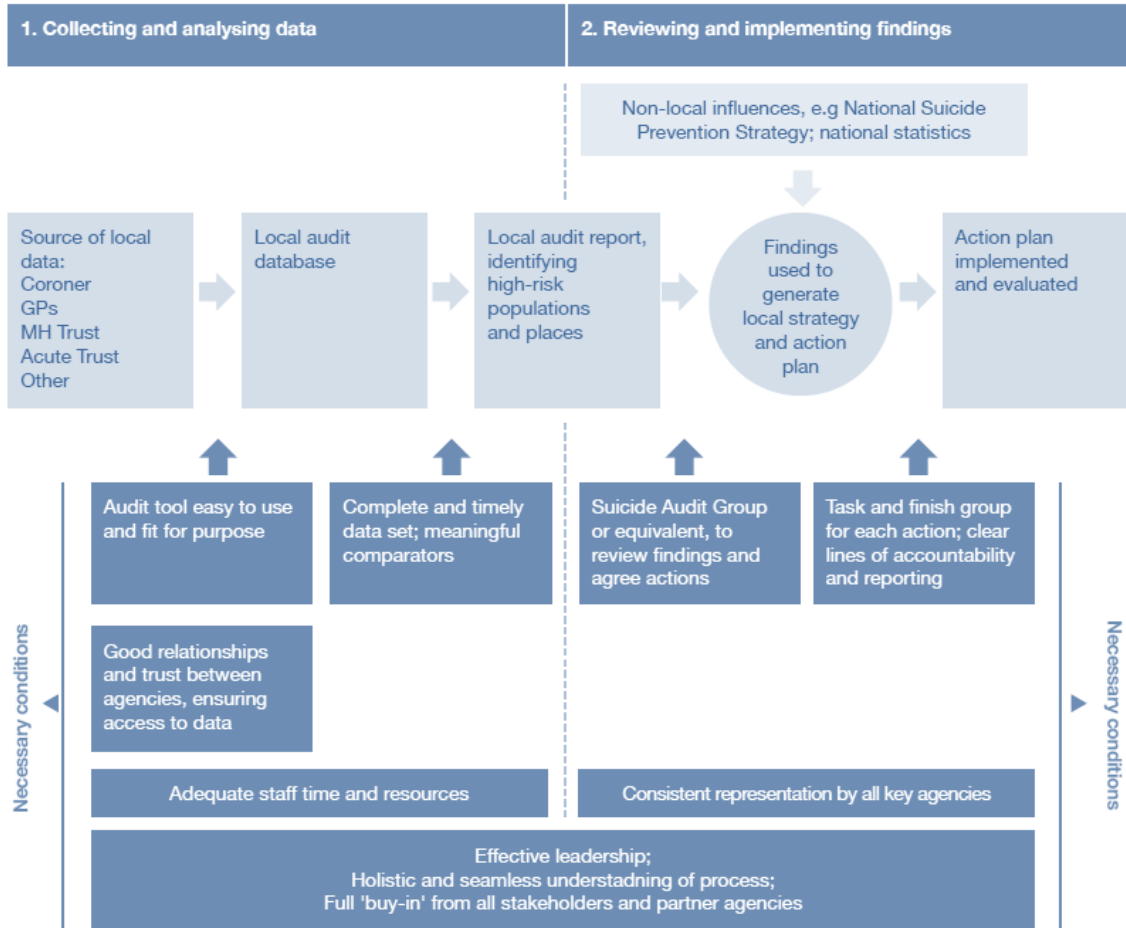 1. Collecting and analysing data
2. Reviewing and implementing findings
Non-local influences, e.g National Suicide
Prevention Strategy; national statistics
Source of local
data:
Coroner
GPs
MH Trust
Acute Trust
Other
Local audit
database
Local audit report,
identifying
high-risk
populations
and places
Findings
used to
generate
local strategy
and action
plan
Action plan
implemented
and evaluated
Audit tool easy to use
and fit for purpose
Complete and timely
data set; meaningful
comparators
Suicide Audit Group
or equivalent, to
review findings and
agree actions
Task and finish group
for each action; clear
lines of accountability
and reporting
Good relationships
and trust between
agencies, ensuring
access to data
Necessary conditions
Necessary conditions
Adequate staff time and resources
Consistent representation by all key agencies
Effective leadership;
Holistic and seamless understadning of process;
Full 'buy-in' from all stakeholders and partner agencies